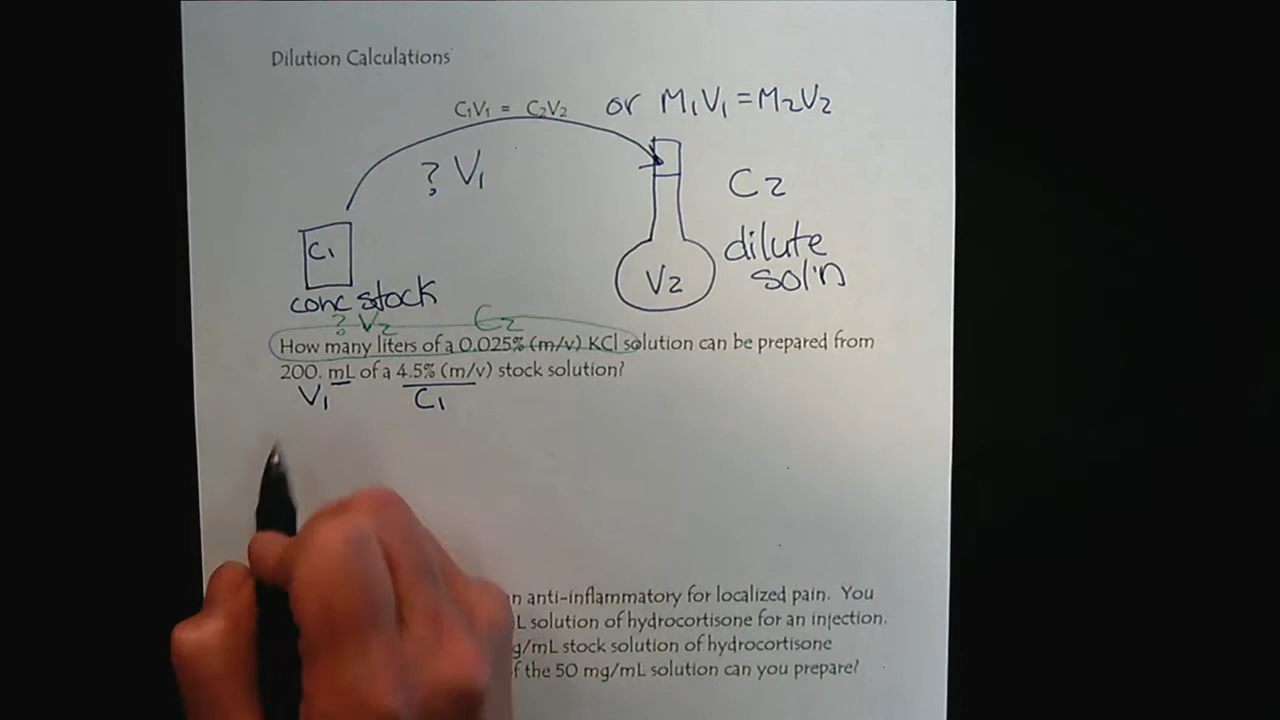 Dilution Calculations
C₁V₁ = C₂V₂ or M₁V₁ = M₂V₂
? V₁
C₂
C₁
dilute
V₂ sol'n
conc stock
? V₂ C₂
How many liters of a 0.025% (m/v) KCl solution can be prepared from
200. mL of a 4.5% (m/v) stock solution?
V₁ C₁
n anti-inflammatory for localized pain. You
L solution of hydrocortisone for an injection.
g/mL stock solution of hydrocortisone
f the 50 mg/mL solution can you prepare?